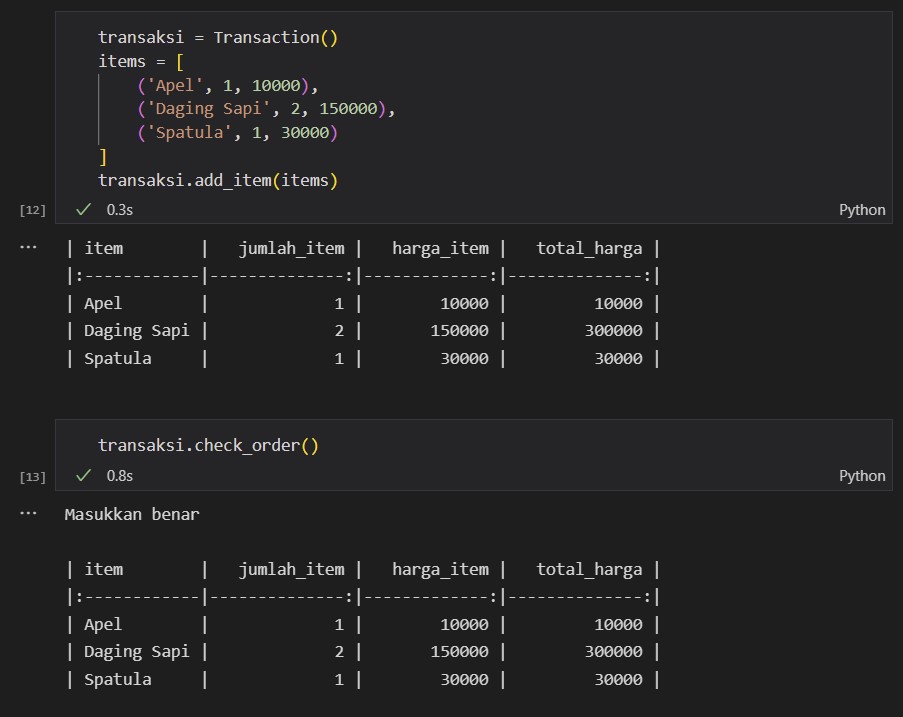 transaksi = Transaction()
items = [
    ('Apel', 1, 10000),
    ('Daging Sapi', 2, 150000),
    ('Spatula', 1, 30000)
]
transaksi.add_item(items)
[12] ✓ 0.3s Python
... | item        |   jumlah_item |   harga_item |   total_harga |
|:------------|--------------:|-------------:|--------------:|
| Apel        |             1 |        10000 |         10000 |
| Daging Sapi |             2 |       150000 |        300000 |
| Spatula     |             1 |        30000 |         30000 |
transaksi.check_order()
[13] ✓ 0.8s Python
... Masukkan benar
| item        |   jumlah_item |   harga_item |   total_harga |
|:------------|--------------:|-------------:|--------------:|
| Apel        |             1 |        10000 |         10000 |
| Daging Sapi |             2 |       150000 |        300000 |
| Spatula     |             1 |        30000 |         30000 |